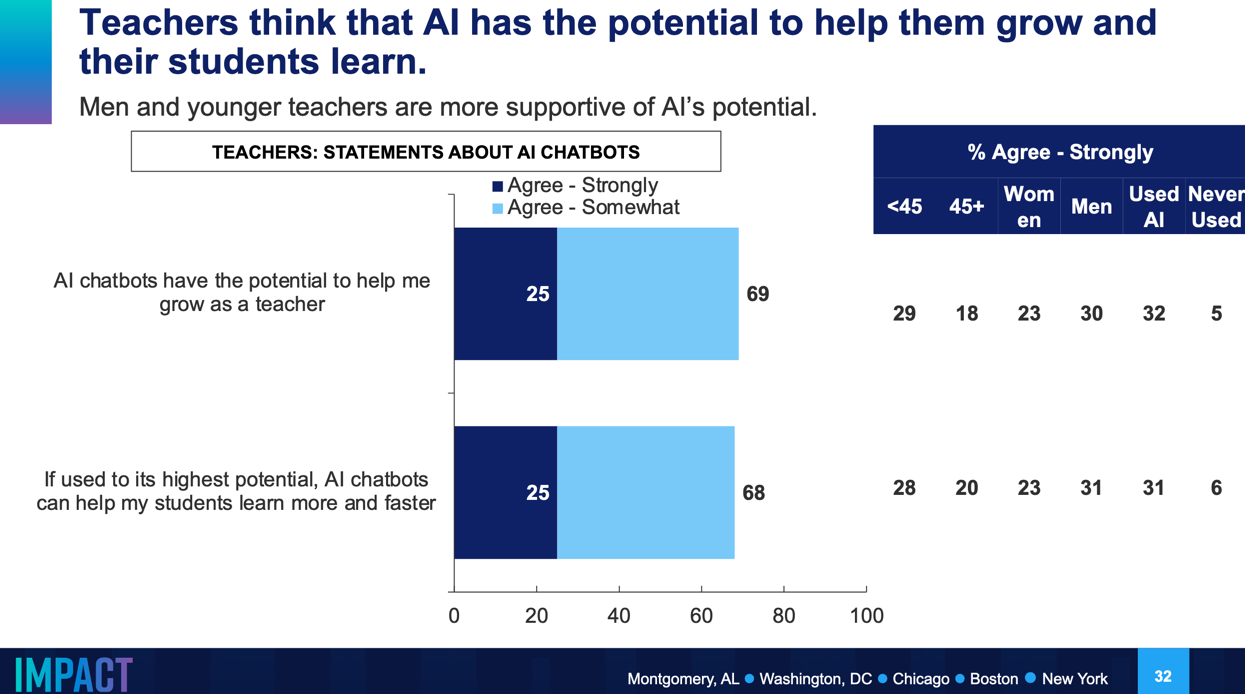 Teachers think that AI has the potential to help them grow and
their students learn.
Men and younger teachers are more supportive of AI’s potential.
TEACHERS: STATEMENTS ABOUT AI CHATBOTS
Agree - Strongly
Agree - Somewhat
% Agree - Strongly
<45 45+ Wom
en Men Used
AI Never
Used
AI chatbots have the potential to help me
grow as a teacher
25 69
29 18 23 30 32 5
If used to its highest potential, AI chatbots
can help my students learn more and faster
25 68
28 20 23 31 31 6
0 20 40 60 80 100
IMPACT
Montgomery, AL ● Washington, DC ● Chicago ● Boston ● New York
32